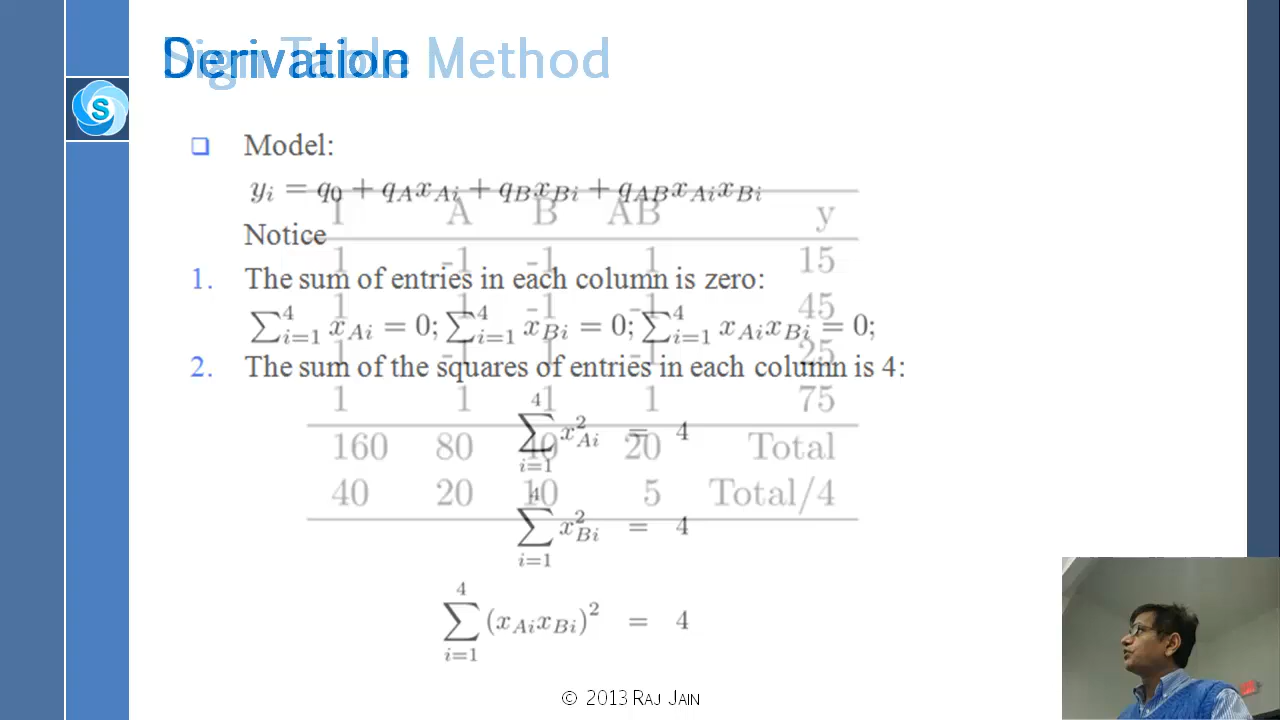 Derivation
Sign Table Method
S
❑ Model:
y_i = q_0 + q_A x_{Ai} + q_B x_{Bi} + q_{AB} x_{Ai} x_{Bi}
Notice
1. The sum of entries in each column is zero:
∑_{i=1}^{4} x_{Ai} = 0; ∑_{i=1}^{4} x_{Bi} = 0; ∑_{i=1}^{4} x_{Ai} x_{Bi} = 0;
2. The sum of the squares of entries in each column is 4:
∑_{i=1}^{4} x_{Ai}^2 = 4
∑_{i=1}^{4} x_{Bi}^2 = 4
∑_{i=1}^{4} (x_{Ai} x_{Bi})^2 = 4
1 A B AB y
1 -1 -1 1 15
1 1 -1 -1 45
1 -1 1 -1 25
1 1 1 1 75
160 80 40 20 Total
40 20 10 5 Total/4
© 2013 Raj Jain